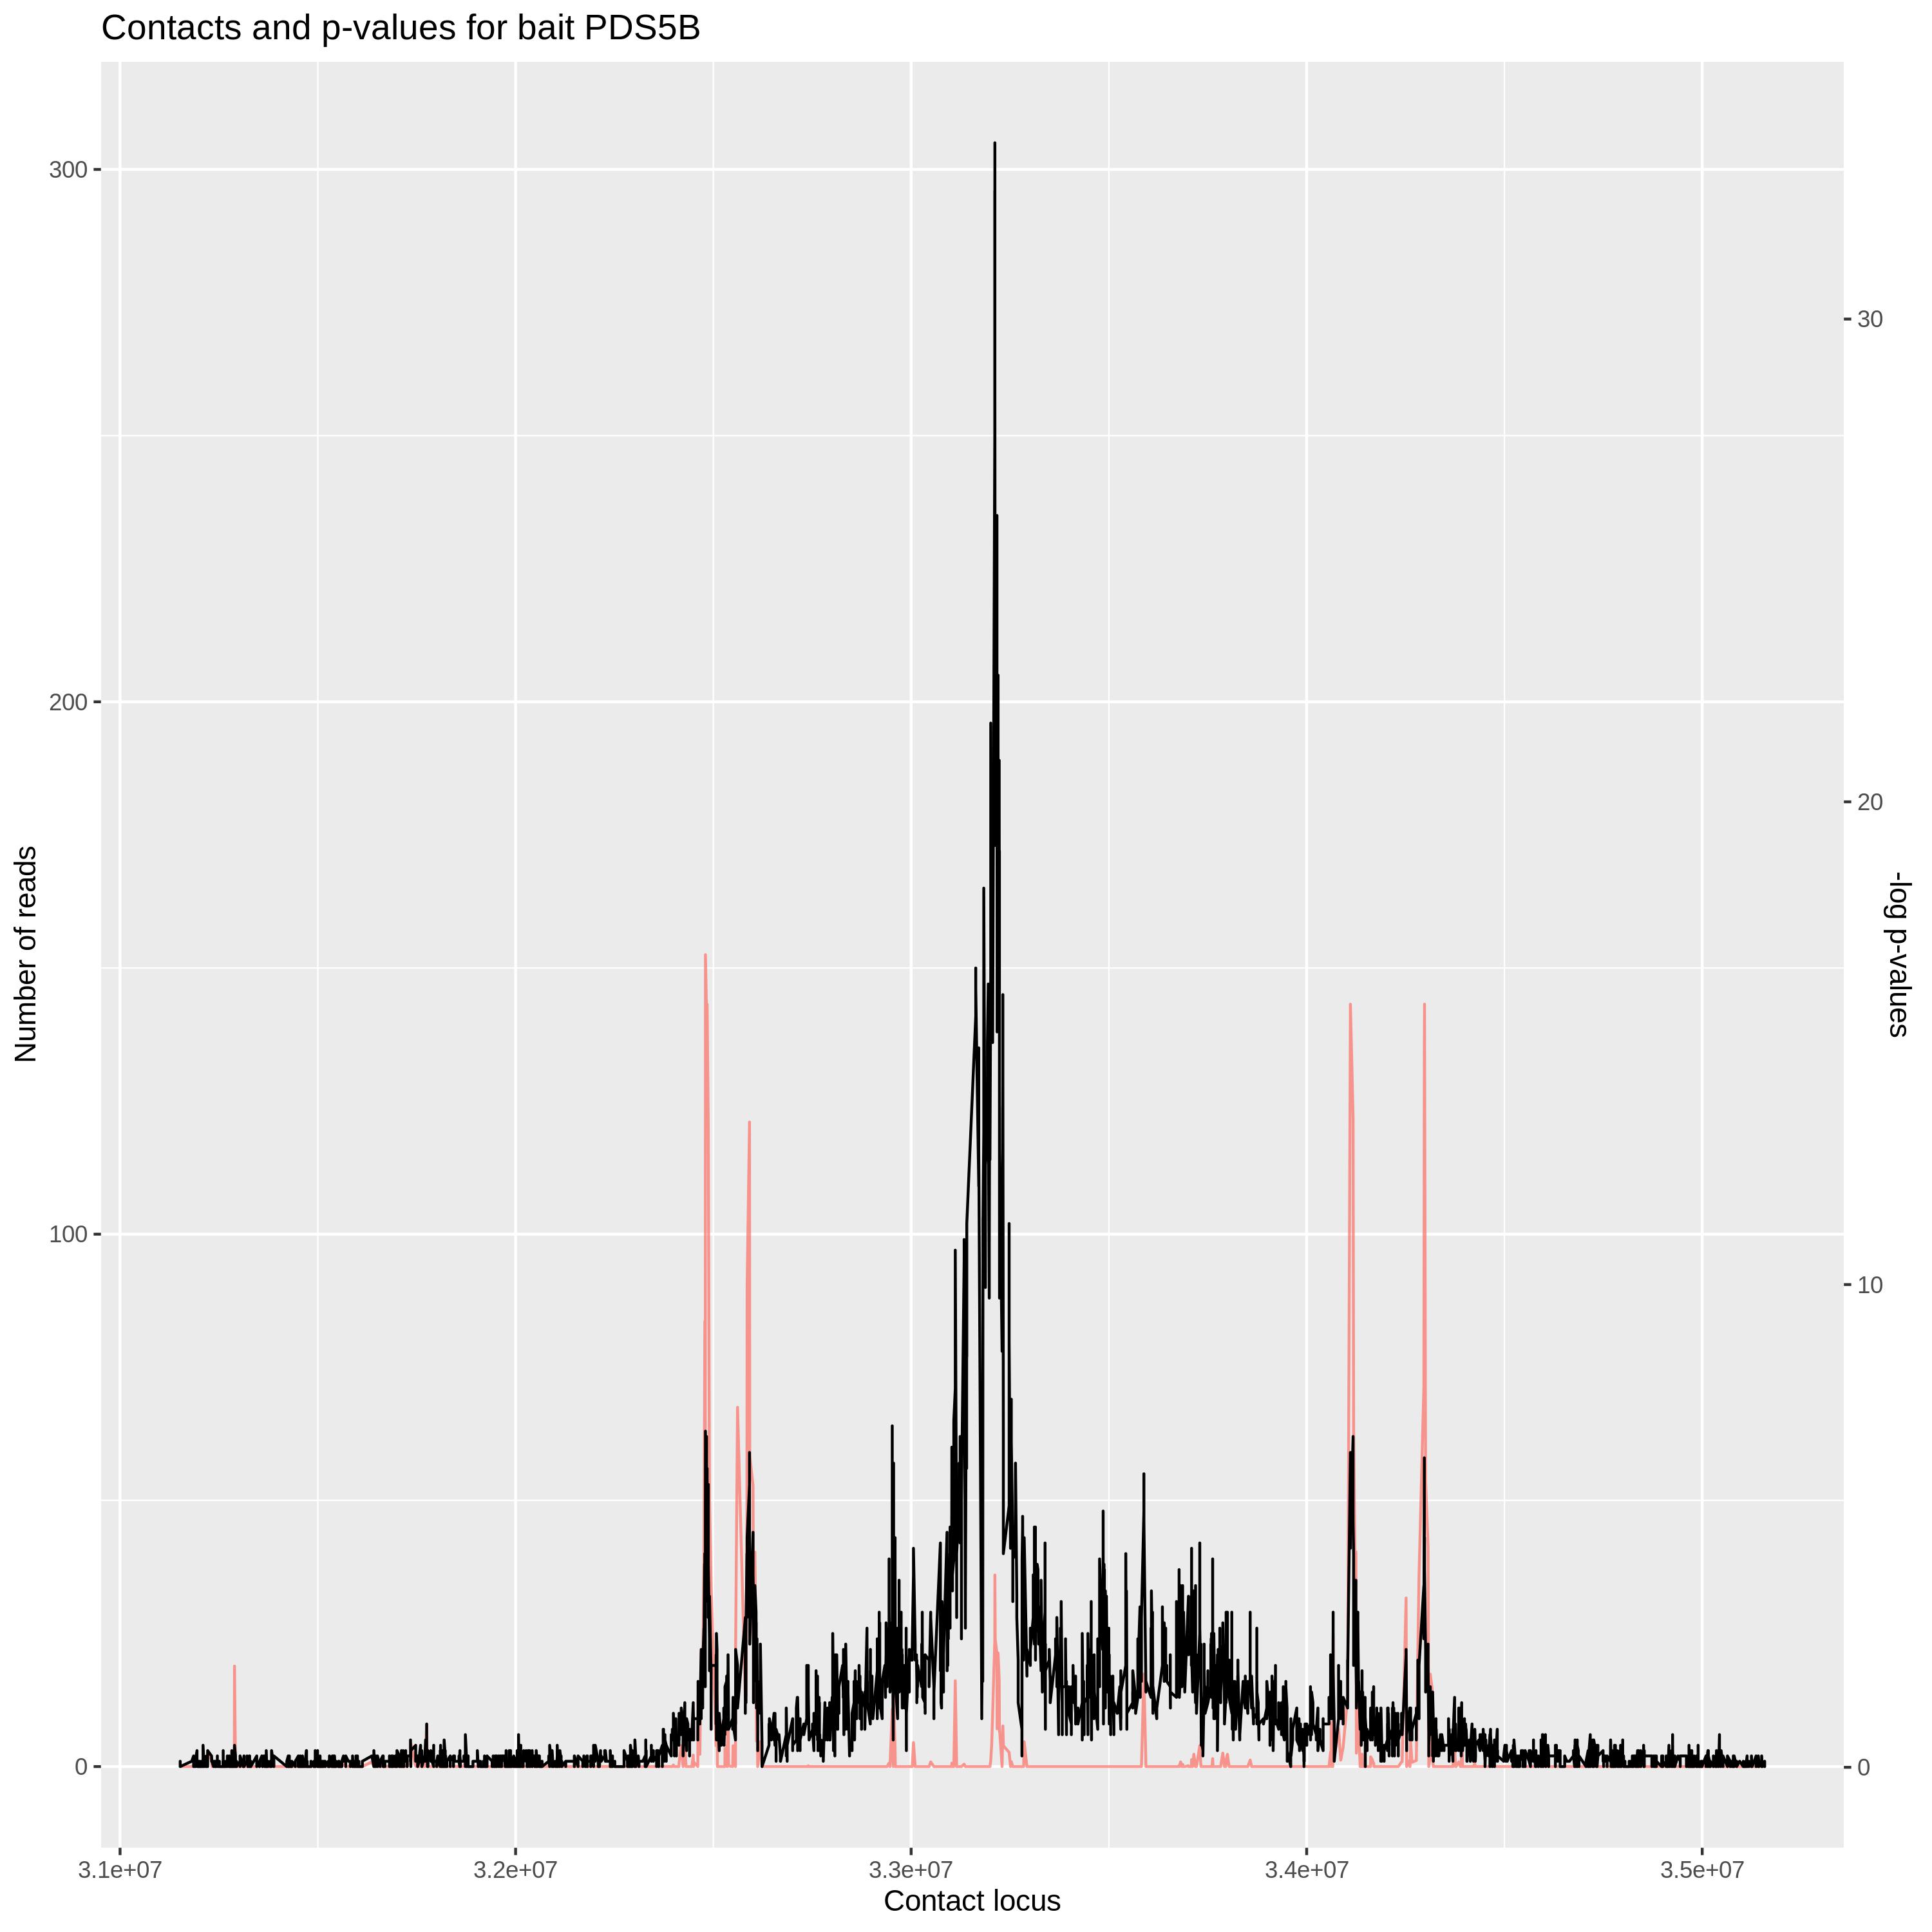 Contacts and p-values for bait PDS5B
300
200
100
0
Number of reads
30
20
10
0
-log p-values
3.1e+07
3.2e+07
3.3e+07
3.4e+07
3.5e+07
Contact locus